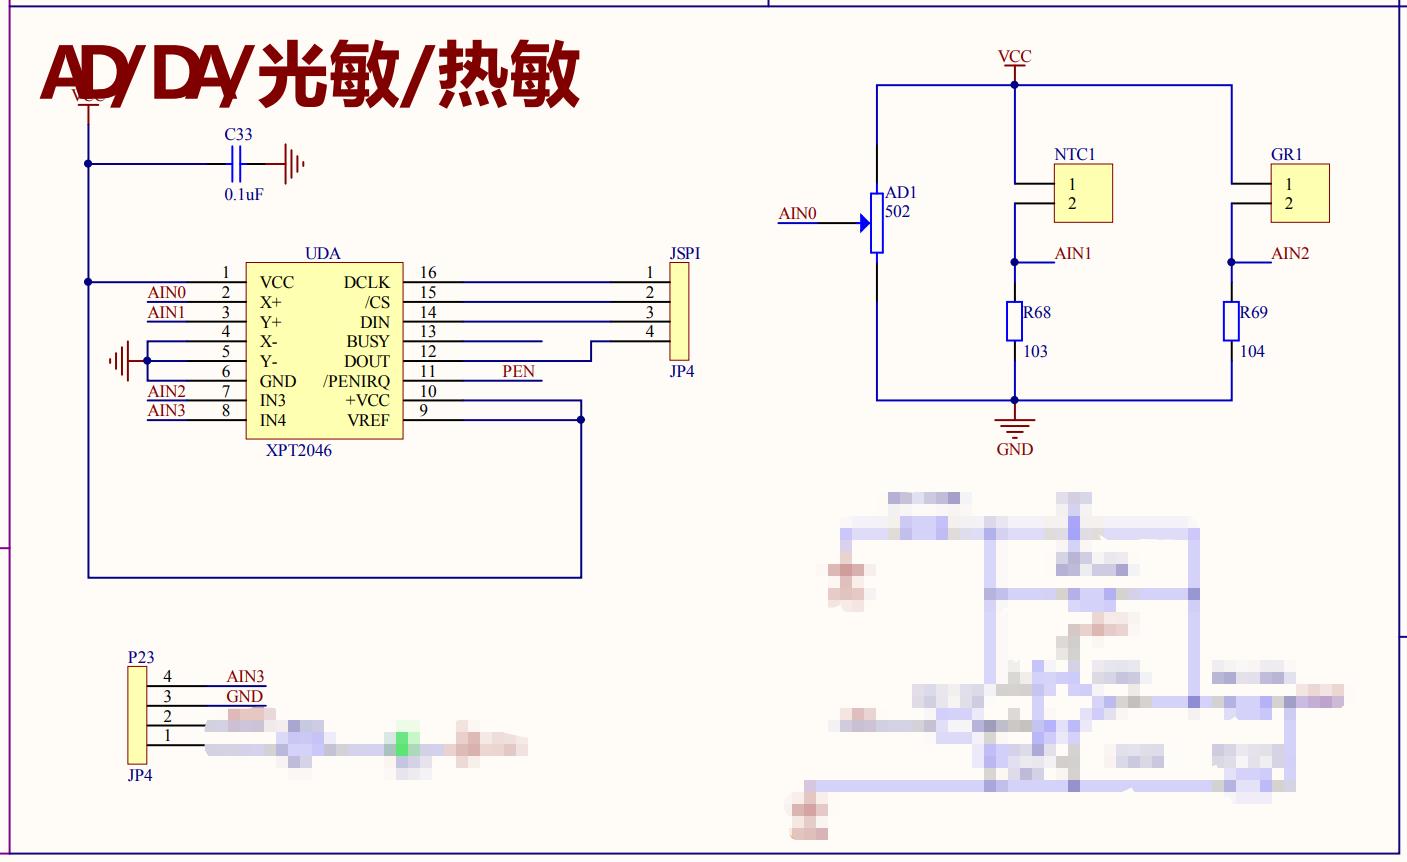 AD/DA/光敏/热敏
VCC
C33
0.1uF
UDA
1 VCC DCLK 16
AIN0 2 X+ /CS 15
AIN1 3 Y+ DIN 14
4 X- BUSY 13
5 Y- DOUT 12
6 GND /PENIRQ 11 PEN
AIN2 7 IN3 +VCC 10
AIN3 8 IN4 VREF 9
XPT2046
JSPI
1
2
3
4
JP4
VCC
AIN0
AD1
502
NTC1
1
2
AIN1
R68
103
GR1
1
2
AIN2
R69
104
GND
P23
4 AIN3
3 GND
2
1
JP4